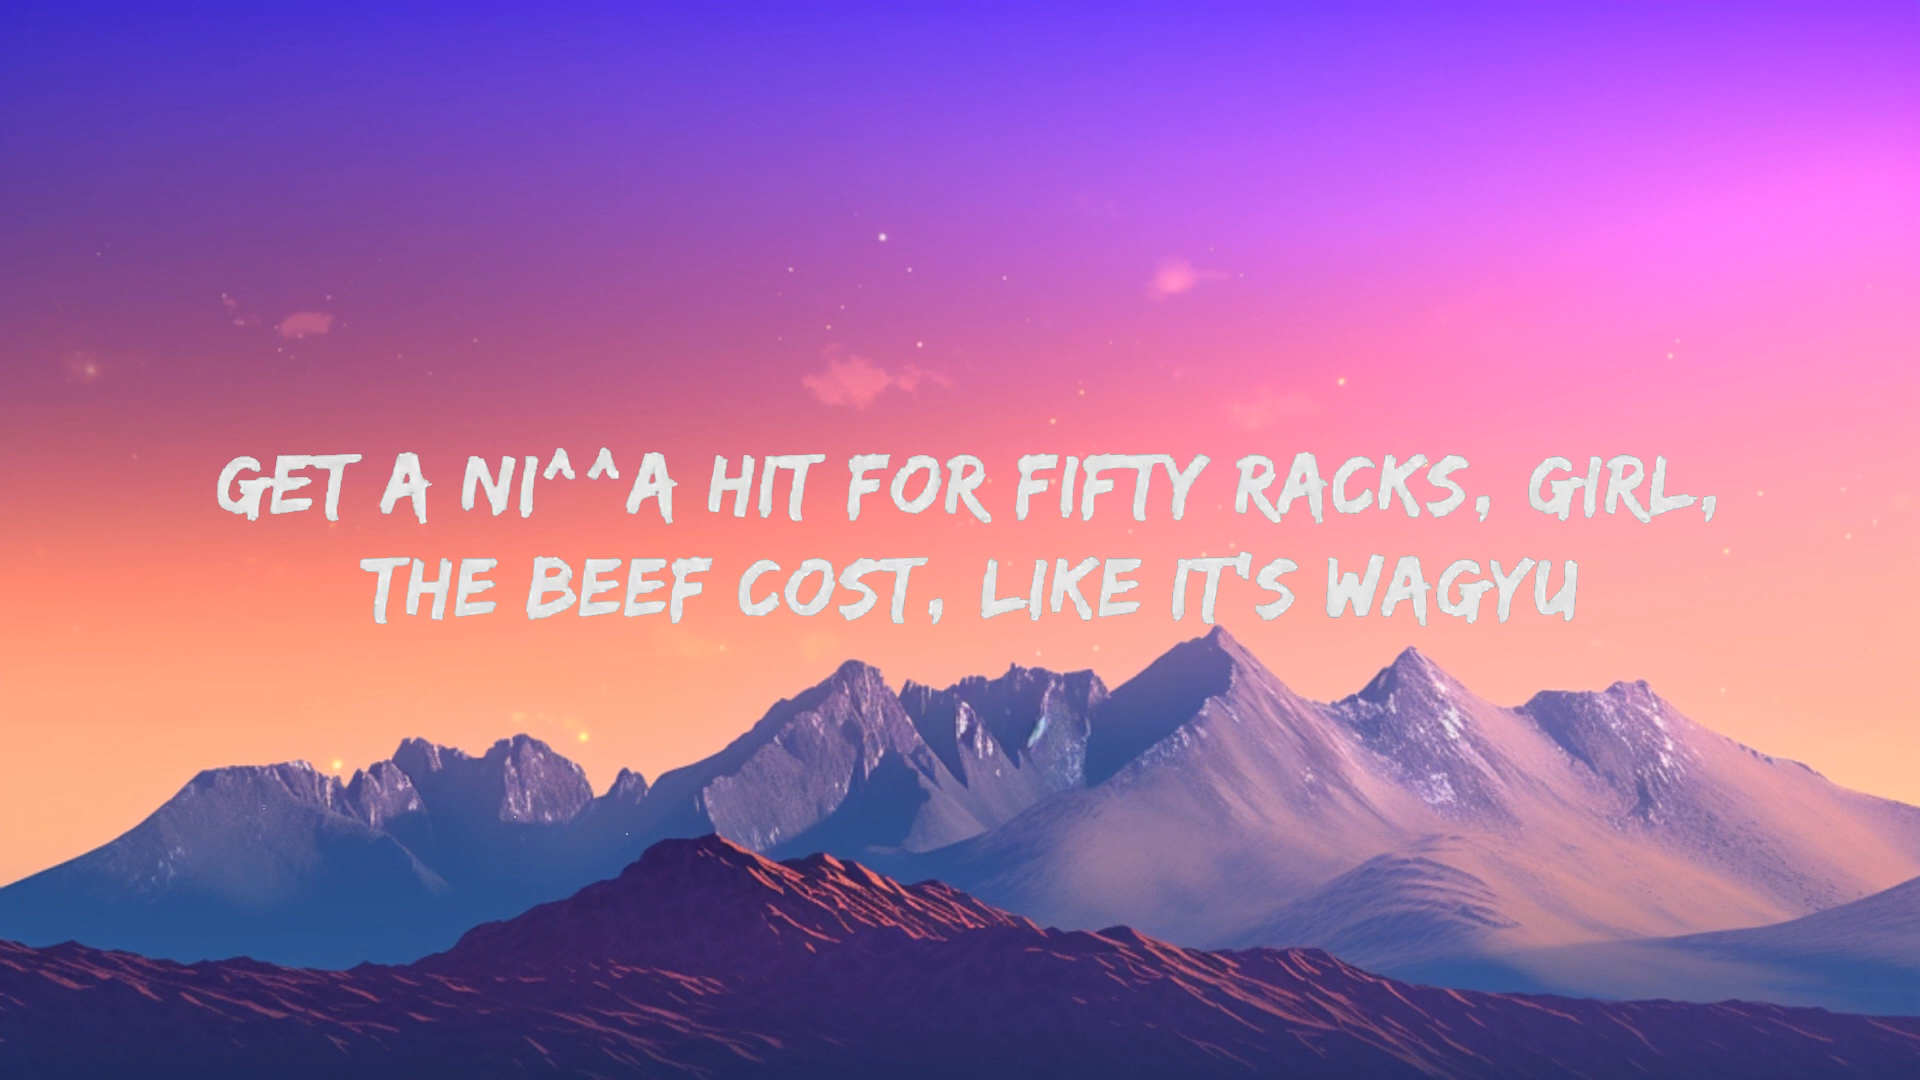 GET A NI^^A HIT FOR FIFTY RACKS, GIRL,
THE BEEF COST, LIKE IT'S WAGYU